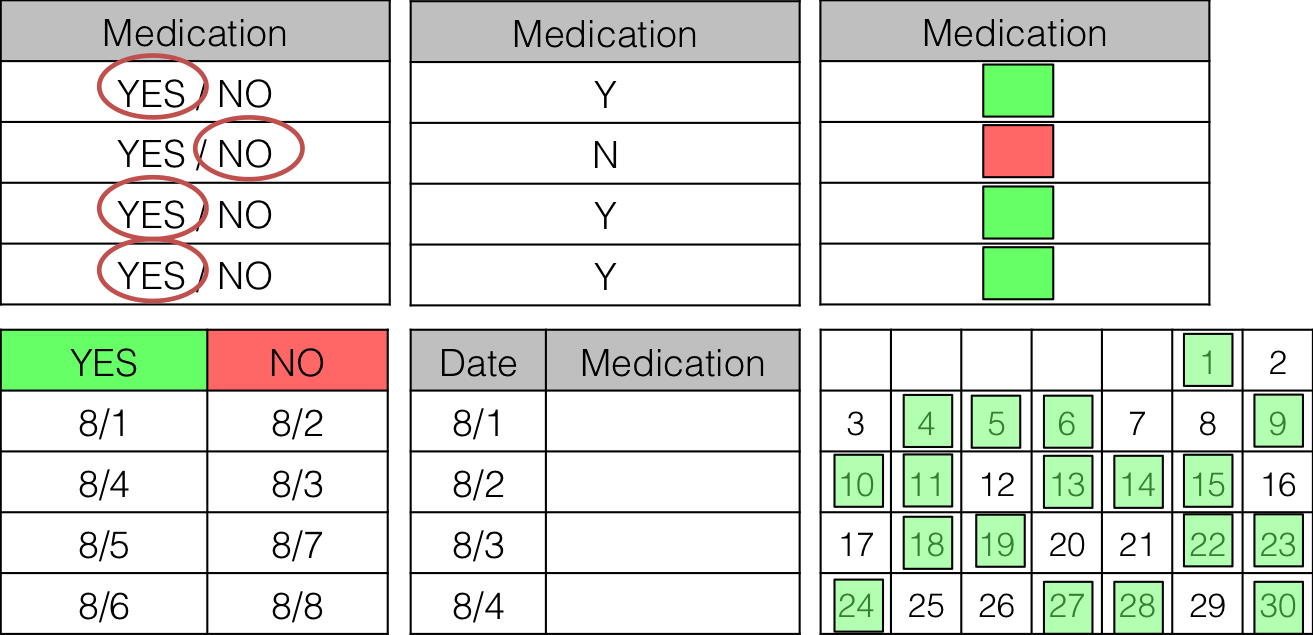 Medication
YES / NO
YES / NO
YES / NO
YES / NO
Medication
Y
N
Y
Y
Medication
YES NO
8/1 8/2
8/4 8/3
8/5 8/7
8/6 8/8
Date Medication
8/1
8/2
8/3
8/4
1 2
3 4 5 6 7 8 9
10 11 12 13 14 15 16
17 18 19 20 21 22 23
24 25 26 27 28 29 30